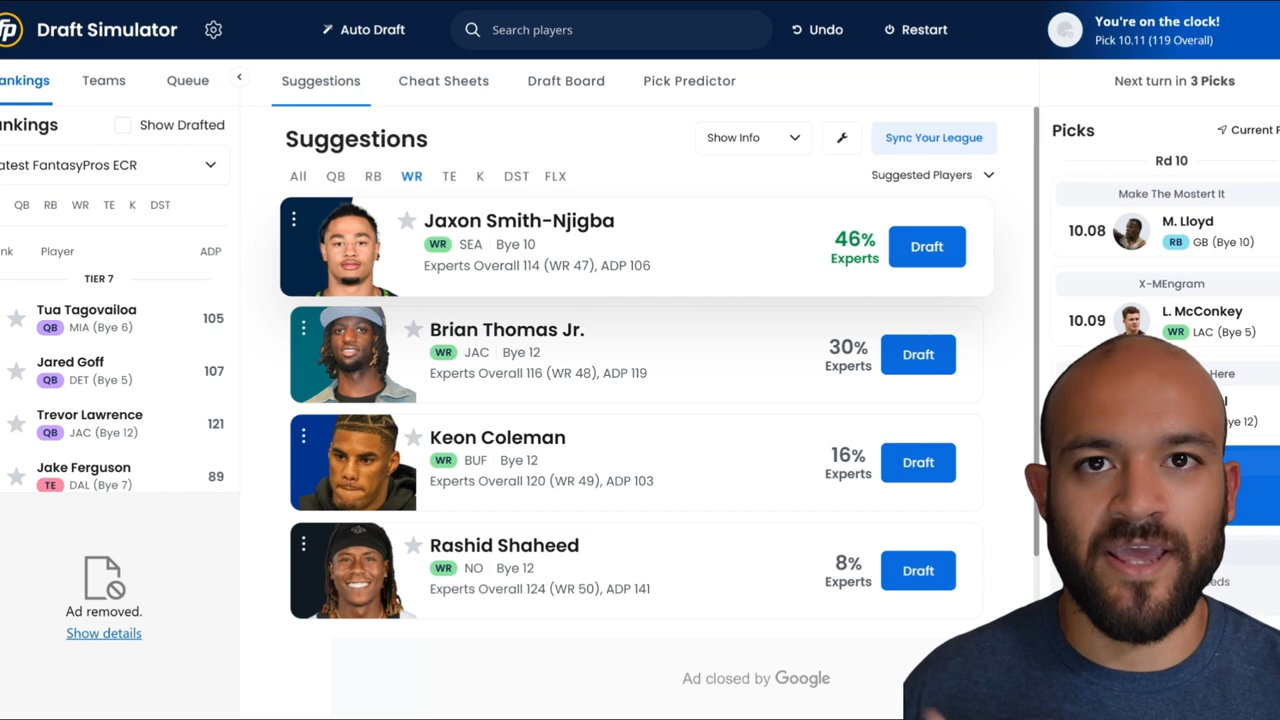 fp
Draft Simulator
Auto Draft
Search players
Undo
Restart
You're on the clock!
Pick 10.11 (119 Overall)
ankings
Teams
Queue
Suggestions
Cheat Sheets
Draft Board
Pick Predictor
Next turn in 3 Picks
ankings
Show Drafted
atest FantasyPros ECR
QB RB WR TE K DST
nk Player ADP
TIER 7
Tua Tagovailoa
QB MIA (Bye 6)
105
Jared Goff
QB DET (Bye 5)
107
Trevor Lawrence
QB JAC (Bye 12)
121
Jake Ferguson
TE DAL (Bye 7)
89
Ad removed.
Show details
Suggestions
Show Info
Sync Your League
All QB RB WR TE K DST FLX
Suggested Players
Jaxon Smith-Njigba
WR SEA Bye 10
Experts Overall 114 (WR 47), ADP 106
46%
Experts
Draft
Brian Thomas Jr.
WR JAC Bye 12
Experts Overall 116 (WR 48), ADP 119
30%
Experts
Draft
Keon Coleman
WR BUF Bye 12
Experts Overall 120 (WR 49), ADP 103
16%
Experts
Draft
Rashid Shaheed
WR NO Bye 12
Experts Overall 124 (WR 50), ADP 141
8%
Experts
Draft
Ad closed by Google
Picks
Current P
Rd 10
Make The Mostert It
10.08
M. Lloyd
RB GB (Bye 10)
X-MEngram
10.09
L. McConkey
WR LAC (Bye 5)
Here
ye 12)
eds